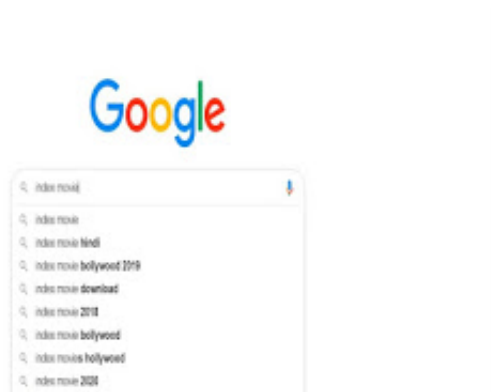 Google
index movie
index movie
index movie hindi
index movie bollywood 2019
index movie download
index movie 2018
index movie bollywood
index movies hollywood
index movie 2020